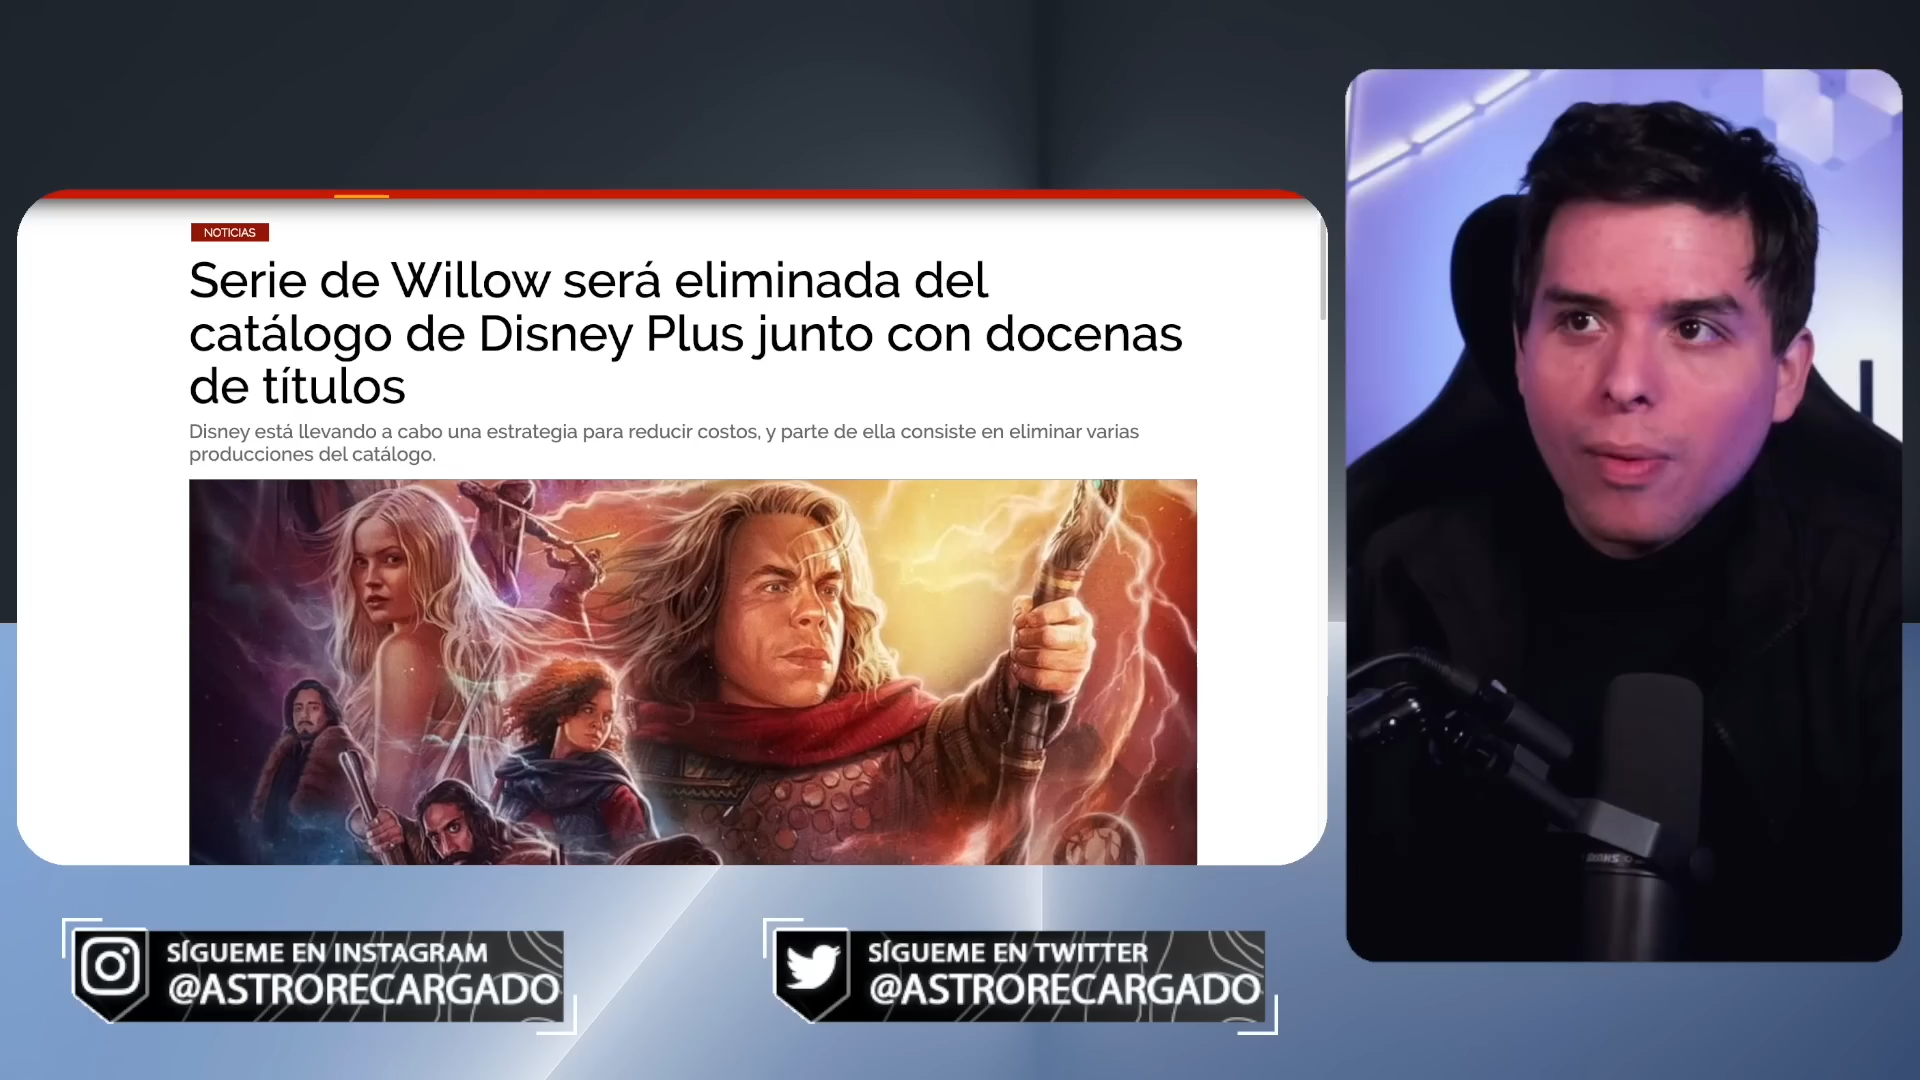 NOTICIAS
Serie de Willow será eliminada del
catálogo de Disney Plus junto con docenas
de títulos
Disney está llevando a cabo una estrategia para reducir costos, y parte de ella consiste en eliminar varias
producciones del catálogo.
SÍGUEME EN INSTAGRAM
@ASTRORECARGADO
SÍGUEME EN TWITTER
@ASTRORECARGADO